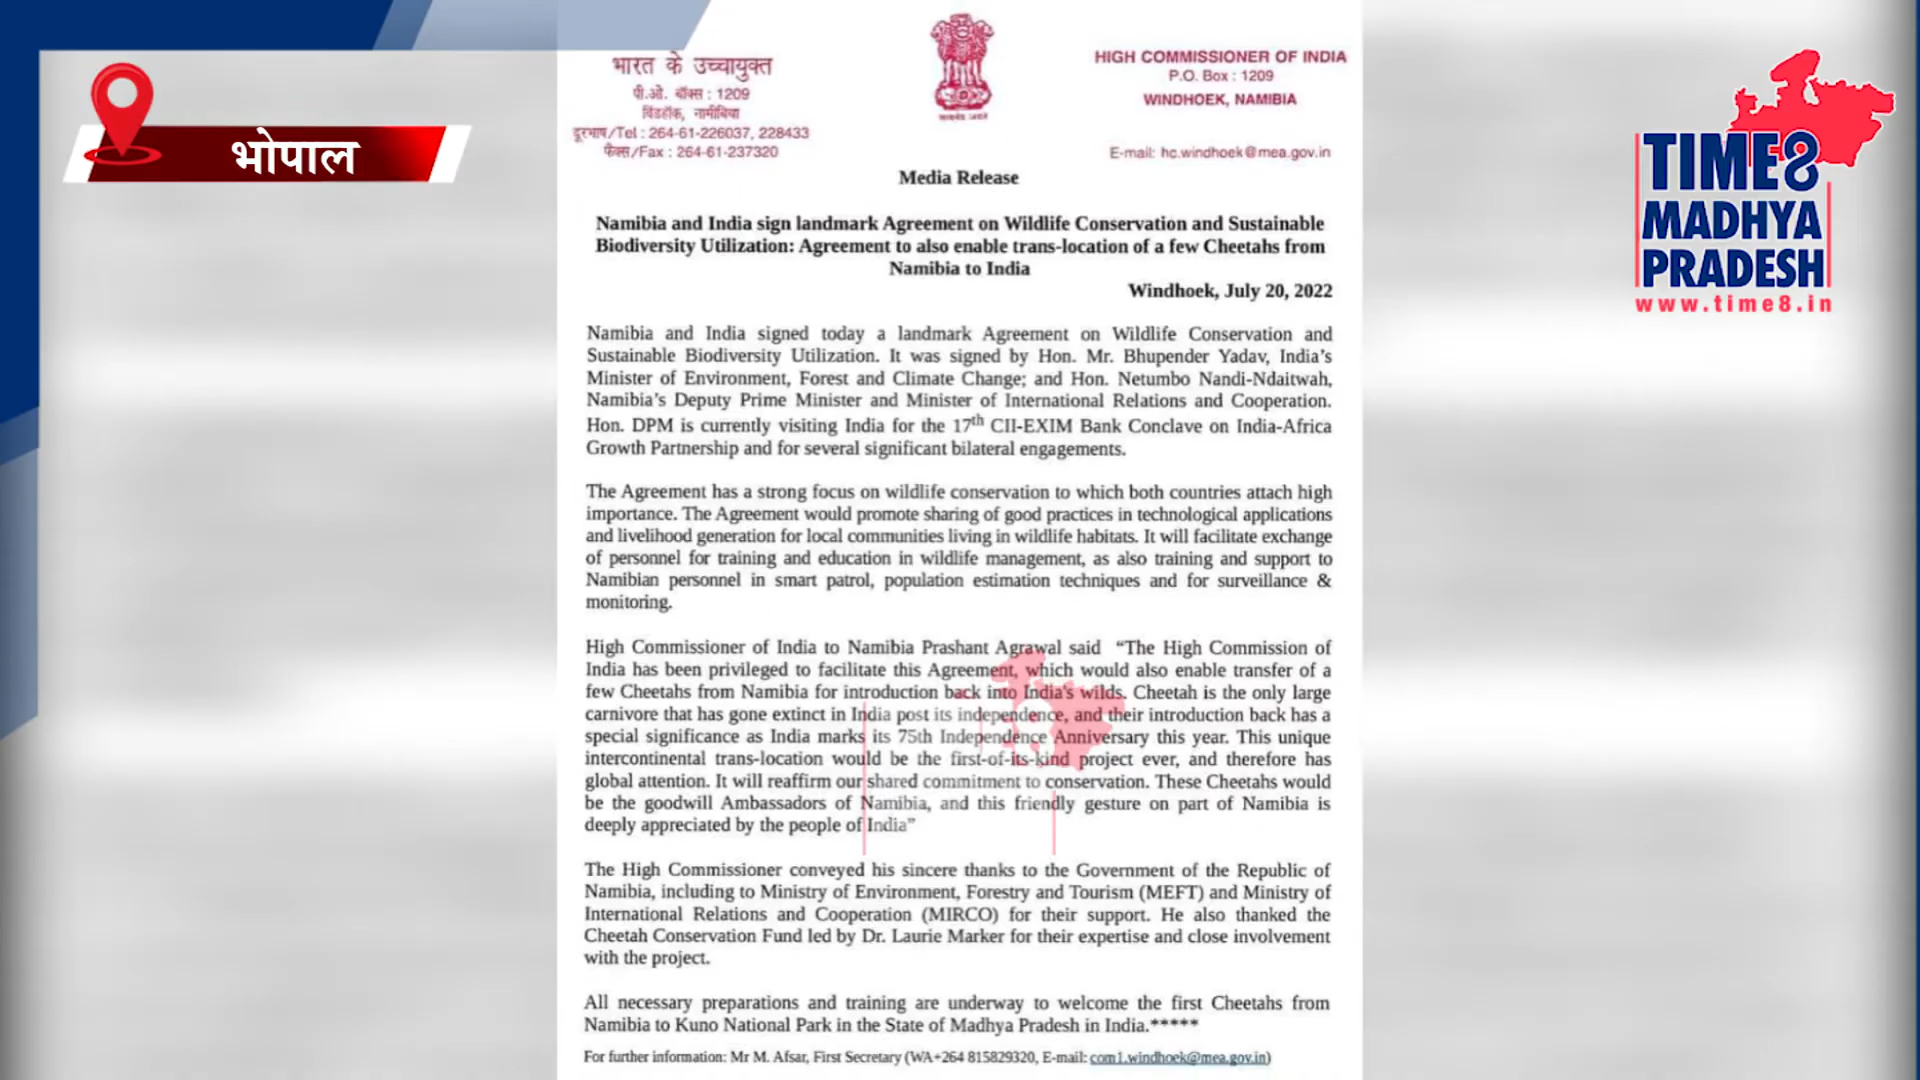 भोपाल
भारत के उच्चायुक्त
पी.ओ. बॉक्स : 1209
विंडहॉक, नामीबिया
दूरभाष/Tel : 264-61-226037, 228433
फैक्स/Fax : 264-61-237320
सत्यमेव जयते
HIGH COMMISSIONER OF INDIA
P.O. Box : 1209
WINDHOEK, NAMIBIA
E-mail: hc.windhoek@mea.gov.in
TIME8
MADHYA
PRADESH
www.time8.in
Media Release
Namibia and India sign landmark Agreement on Wildlife Conservation and Sustainable
Biodiversity Utilization: Agreement to also enable trans-location of a few Cheetahs from
Namibia to India
Windhoek, July 20, 2022
Namibia and India signed today a landmark Agreement on Wildlife Conservation and
Sustainable Biodiversity Utilization. It was signed by Hon. Mr. Bhupender Yadav, India's
Minister of Environment, Forest and Climate Change; and Hon. Netumbo Nandi-Ndaitwah,
Namibia's Deputy Prime Minister and Minister of International Relations and Cooperation.
Hon. DPM is currently visiting India for the 17th CII-EXIM Bank Conclave on India-Africa
Growth Partnership and for several significant bilateral engagements.
The Agreement has a strong focus on wildlife conservation to which both countries attach high
importance. The Agreement would promote sharing of good practices in technological applications
and livelihood generation for local communities living in wildlife habitats. It will facilitate exchange
of personnel for training and education in wildlife management, as also training and support to
Namibian personnel in smart patrol, population estimation techniques and for surveillance &
monitoring.
High Commissioner of India to Namibia Prashant Agrawal said “The High Commission of
India has been privileged to facilitate this Agreement, which would also enable transfer of a
few Cheetahs from Namibia for introduction back into India's wilds. Cheetah is the only large
carnivore that has gone extinct in India post its independence, and their introduction back has a
special significance as India marks its 75th Independence Anniversary this year. This unique
intercontinental trans-location would be the first-of-its-kind project ever, and therefore has
global attention. It will reaffirm our shared commitment to conservation. These Cheetahs would
be the goodwill Ambassadors of Namibia, and this friendly gesture on part of Namibia is
deeply appreciated by the people of India”
The High Commissioner conveyed his sincere thanks to the Government of the Republic of
Namibia, including to Ministry of Environment, Forestry and Tourism (MEFT) and Ministry of
International Relations and Cooperation (MIRCO) for their support. He also thanked the
Cheetah Conservation Fund led by Dr. Laurie Marker for their expertise and close involvement
with the project.
All necessary preparations and training are underway to welcome the first Cheetahs from
Namibia to Kuno National Park in the State of Madhya Pradesh in India.*****
For further information: Mr M. Afsar, First Secretary (WA+264 815829320, E-mail: com1.windhoek@mea.gov.in)